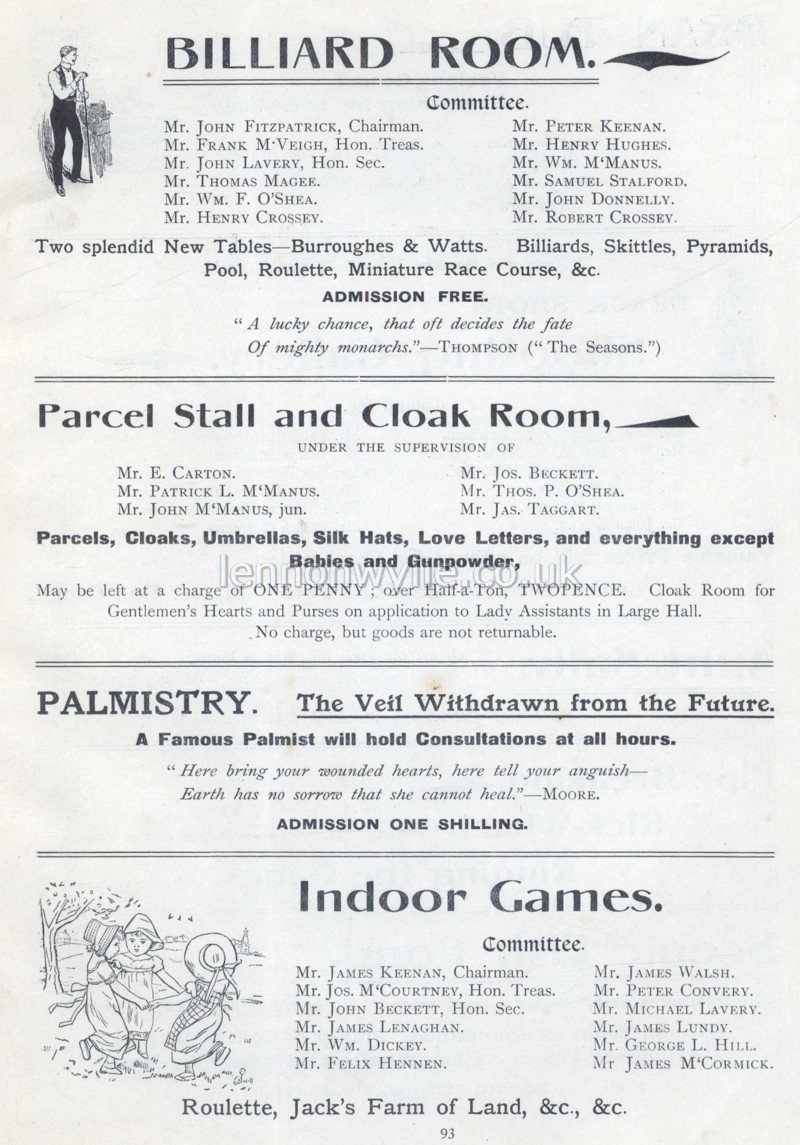 BILLIARD ROOM.
Committee.
Mr. JOHN FITZPATRICK, Chairman.
Mr. FRANK M'VEIGH, Hon. Treas.
Mr. JOHN LAVERY, Hon. Sec.
Mr. THOMAS MAGEE.
Mr. WM. F. O'SHEA.
Mr. HENRY CROSSEY.
Mr. PETER KEENAN.
Mr. HENRY HUGHES.
Mr. WM. M'MANUS.
Mr. SAMUEL STALFORD.
Mr. JOHN DONNELLY.
Mr. ROBERT CROSSEY.
Two splendid New Tables—Burroughes & Watts. Billiards, Skittles, Pyramids,
Pool, Roulette, Miniature Race Course, &c.
ADMISSION FREE.
“ A lucky chance, that oft decides the fate
Of mighty monarchs.”—THOMPSON (“ The Seasons.”)
Parcel Stall and Cloak Room,
UNDER THE SUPERVISION OF
Mr. E. CARTON.
Mr. PATRICK L. M'MANUS.
Mr. JOHN M'MANUS, jun.
Mr. JOS. BECKETT.
Mr. THOS. P. O'SHEA.
Mr. JAS. TAGGART.
Parcels, Cloaks, Umbrellas, Silk Hats, Love Letters, and everything except
Babies and Gunpowder,
lennonwylie.co.uk
May be left at a charge of ONE PENNY ; over Half-a-Ton, TWOPENCE. Cloak Room for
Gentlemen's Hearts and Purses on application to Lady Assistants in Large Hall.
No charge, but goods are not returnable.
PALMISTRY. The Veil Withdrawn from the Future.
A Famous Palmist will hold Consultations at all hours.
“ Here bring your wounded hearts, here tell your anguish—
Earth has no sorrow that she cannot heal.”—MOORE.
ADMISSION ONE SHILLING.
Indoor Games.
Committee.
Mr. JAMES KEENAN, Chairman.
Mr. JOS. M'COURTNEY, Hon. Treas.
Mr. JOHN BECKETT, Hon. Sec.
Mr. JAMES LENAGHAN.
Mr. WM. DICKEY.
Mr. FELIX HENNEN.
Mr. JAMES WALSH.
Mr. PETER CONVERY.
Mr. MICHAEL LAVERY.
Mr. JAMES LUNDY.
Mr. GEORGE L. HILL.
Mr JAMES M'CORMICK.
Roulette, Jack's Farm of Land, &c., &c.
93